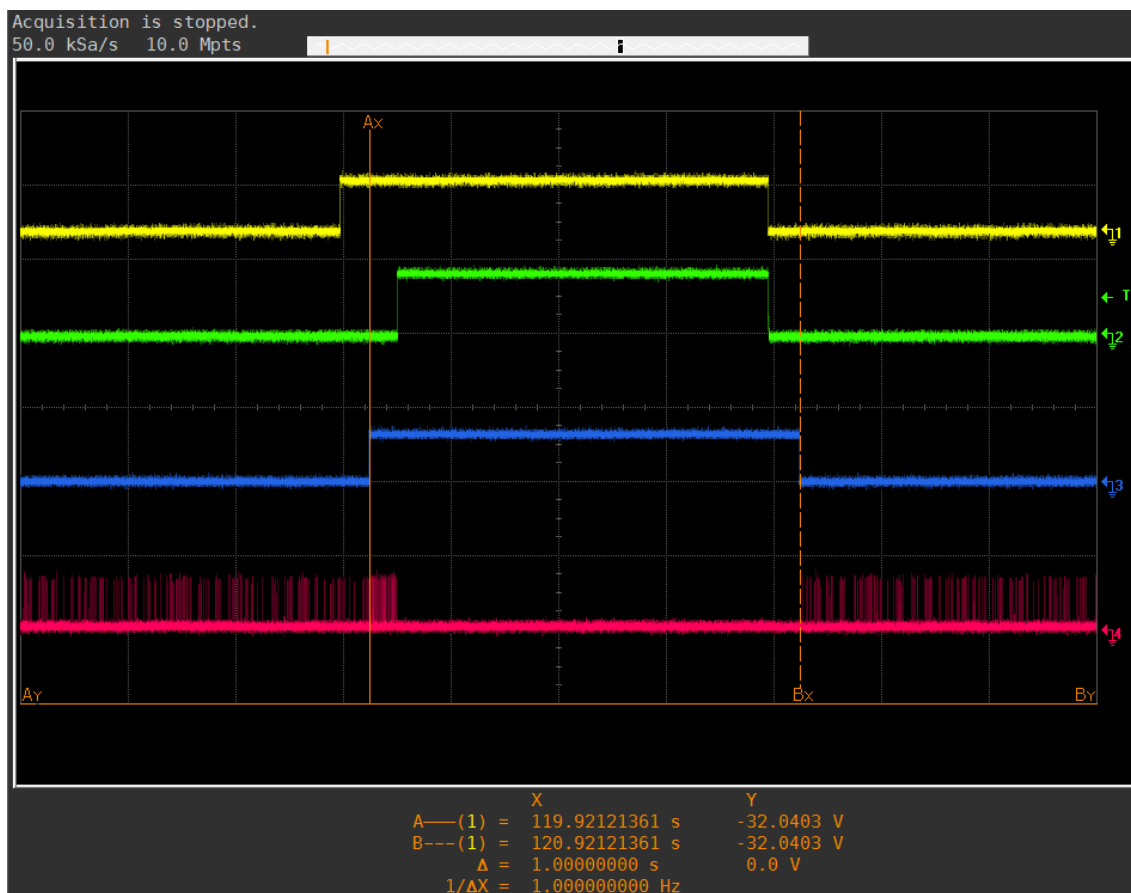 Acquisition is stopped.
50.0 kSa/s 10.0 Mpts
Ax
1
T
2
3
4
AY Bx BY
X Y
A——(1) = 119.92121361 s -32.0403 V
B---(1) = 120.92121361 s -32.0403 V
Δ = 1.00000000 s 0.0 V
1/ΔX = 1.000000000 Hz